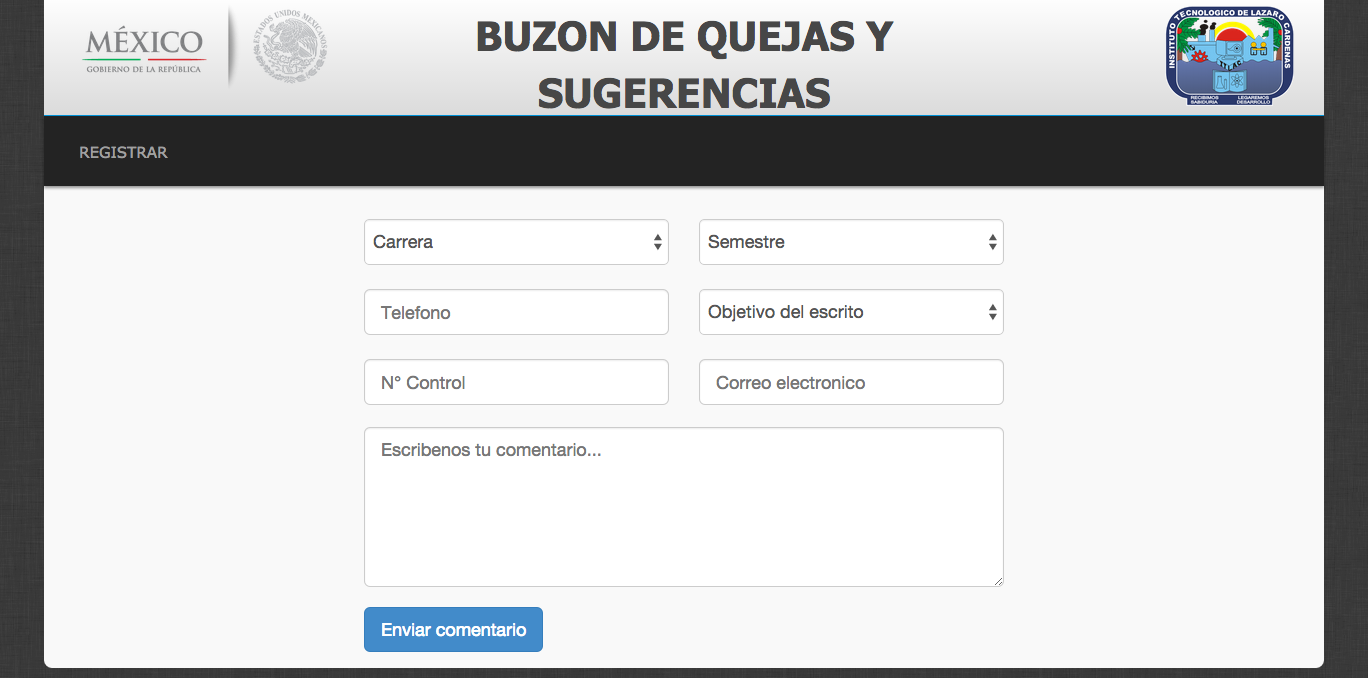 MÉXICO
GOBIERNO DE LA REPÚBLICA
ESTADOS UNIDOS MEXICANOS
BUZON DE QUEJAS Y
SUGERENCIAS
INSTITUTO TECNOLOGICO DE LAZARO CARDENAS
ITLAC
RECIBIMOS
SABIDURIA
LEGAREMOS
DESARROLLO
REGISTRAR
Carrera
Semestre
Telefono
Objetivo del escrito
N° Control
Correo electronico
Escribenos tu comentario...
Enviar comentario